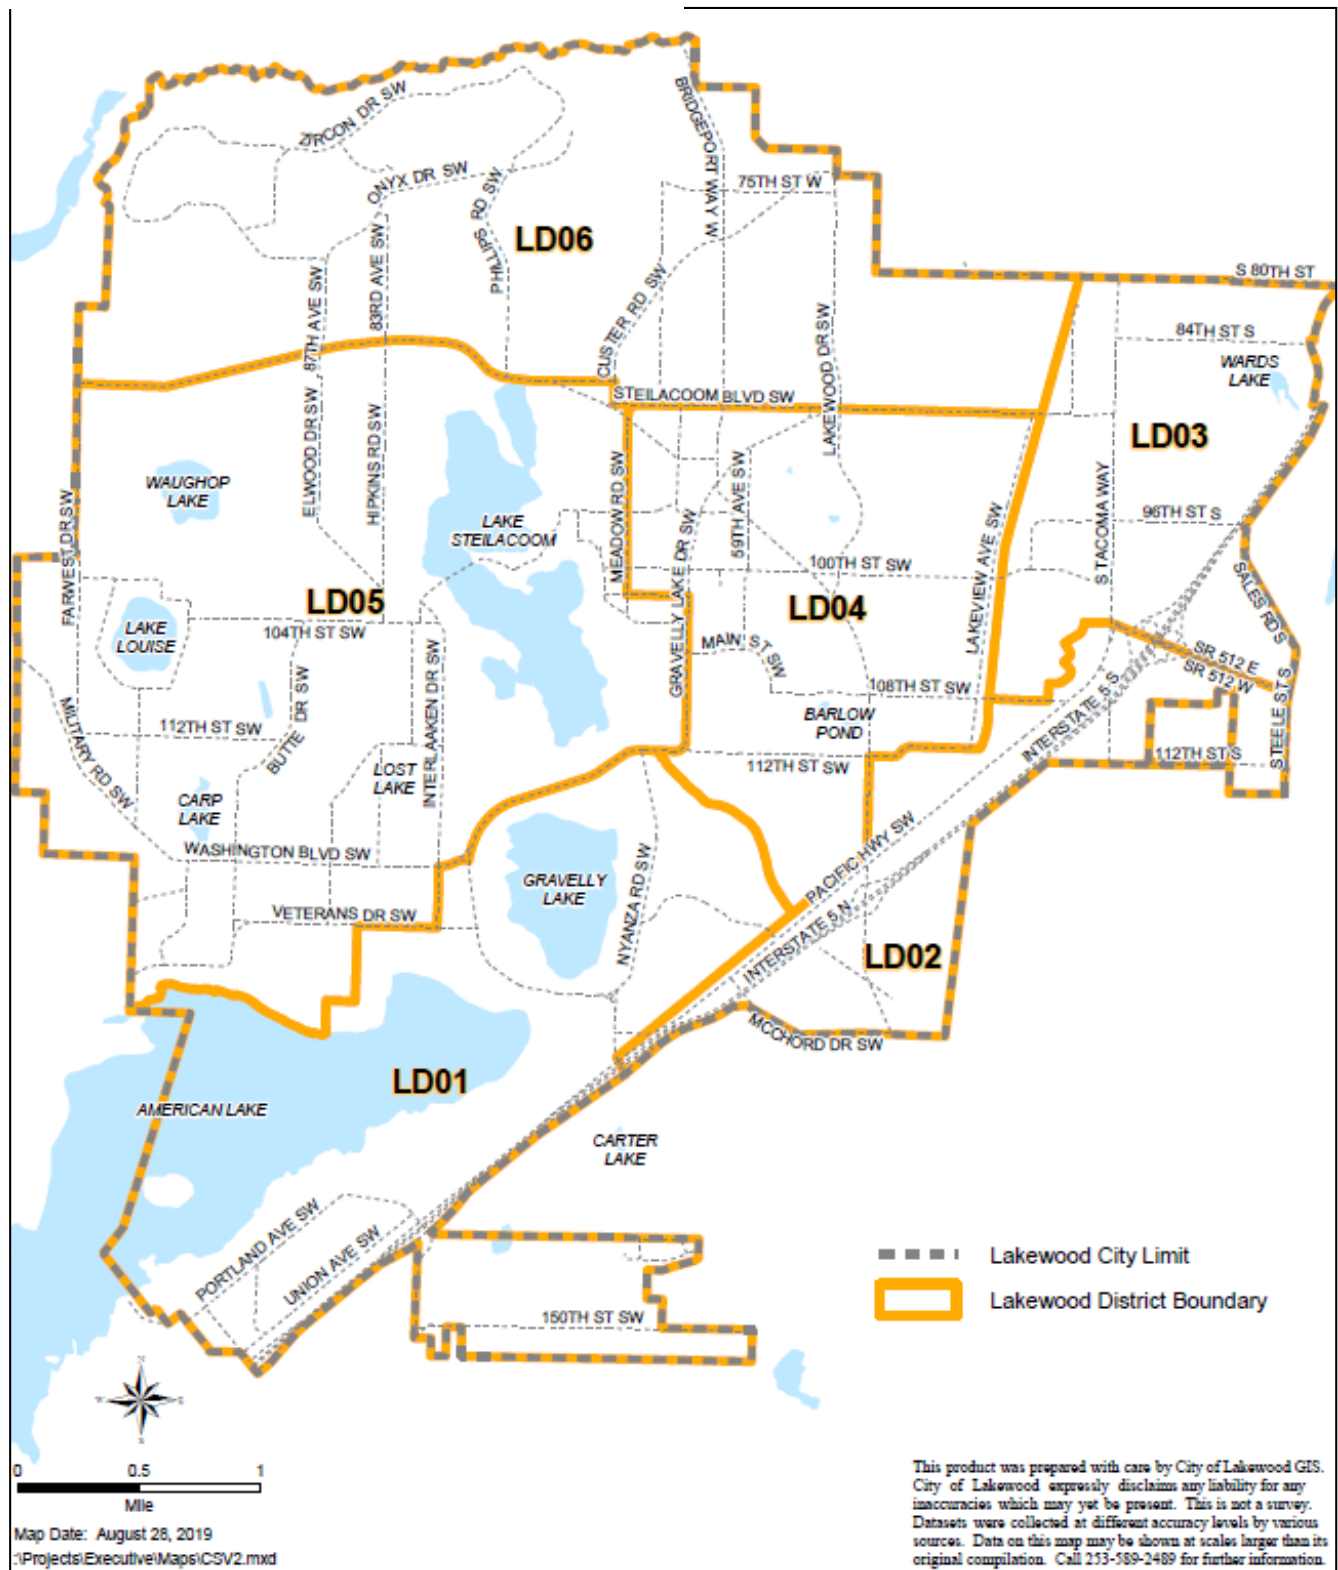 ZIRCON DR SW
BRIDGEPORT WAY W
ONYX DR SW
75TH ST W
PHILLIPS RD SW
LD06
83RD AVE SW
87TH AVE SW
CUSTER RD SW
LAKEWOOD DR SW
S 80TH ST
84TH ST S
WARDS
LAKE
STEILACOOM BLVD SW
LD03
ELWOOD DR SW
HIPKINS RD SW
WAUGHOP
LAKE
FARWEST DR SW
LAKE
STEILACOOM
MEADOW RD SW
59TH AVE SW
GRAVELLY LAKE DR SW
S TACOMA WAY
96TH ST S
100TH ST SW
LAKEVIEW AVE SW
SALES RD S
LD05
LD04
LAKE
LOUISE
104TH ST SW
INTERLAAKEN DR SW
MAIN ST SW
SR 512 E
SR 512 W
108TH ST SW
STEELE ST S
MILITARY RD SW
112TH ST SW
BUTTE DR SW
BARLOW
POND
INTERSTATE 5 S
112TH ST S
112TH ST SW
LOST
LAKE
CARP
LAKE
PACIFIC HWY SW
WASHINGTON BLVD SW
GRAVELLY
LAKE
NYANZA RD SW
VETERANS DR SW
INTERSTATE 5 N
LD02
MCCHORD DR SW
LD01
AMERICAN LAKE
CARTER
LAKE
PORTLAND AVE SW
UNION AVE SW
150TH ST SW
Lakewood City Limit
Lakewood District Boundary
N
W
E
S
0 0.5 1
Mile
Map Date: August 28, 2019
:\Projects\Executive\Maps\CSV2.mxd
This product was prepared with care by City of Lakewood GIS.
City of Lakewood expressly disclaims any liability for any
inaccuracies which may yet be present. This is not a survey.
Datasets were collected at different accuracy levels by various
sources. Data on this map may be shown at scales larger than its
original compilation. Call 253-589-2489 for further information.